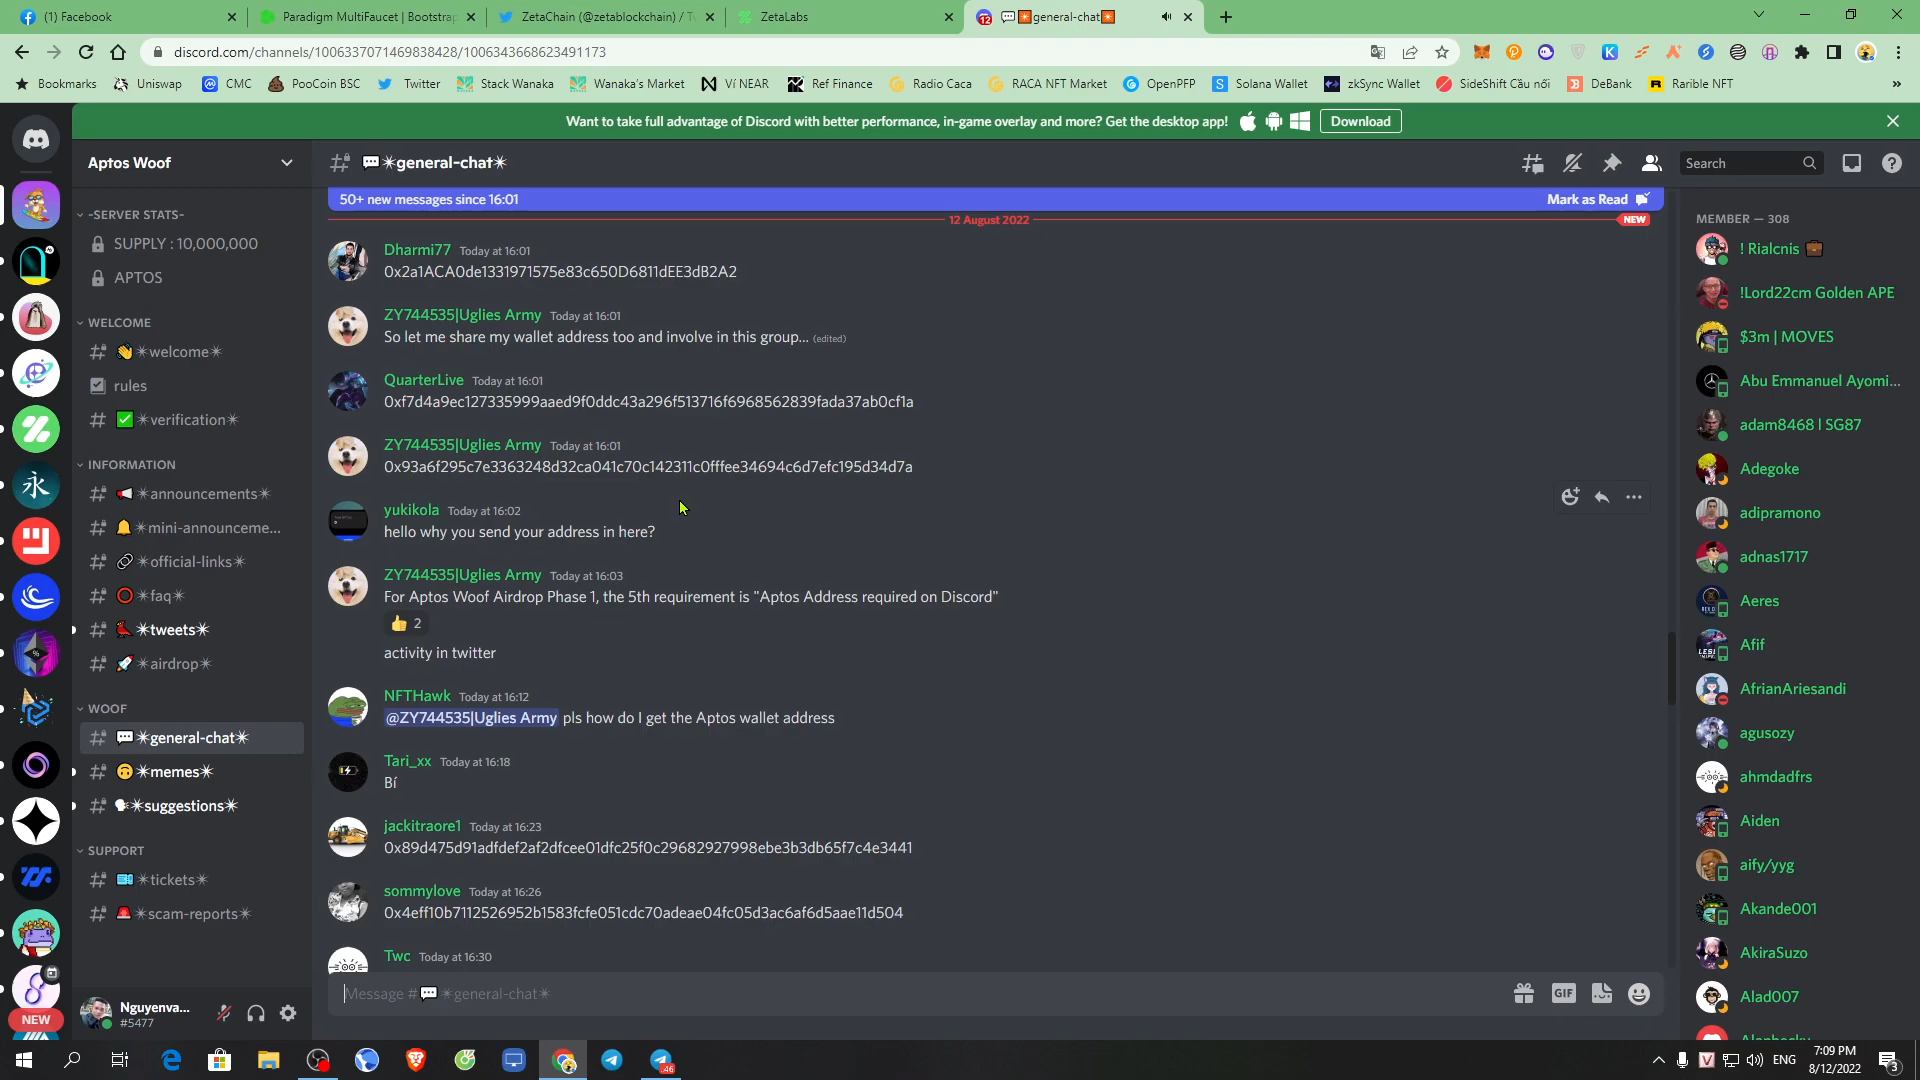 (1) Facebook
Paradigm MultiFaucet | Bootstrap
ZetaChain (@zetablockchain) / Tw
ZetaLabs
12
general-chat
discord.com/channels/1006337071469838428/1006343668623491173
Bookmarks
Uniswap
CMC
PooCoin BSC
Twitter
Stack Wanaka
Wanaka's Market
Ví NEAR
Ref Finance
Radio Caca
RACA NFT Market
OpenPFP
Solana Wallet
zkSync Wallet
SideShift Cầu nối
DeBank
Rarible NFT
»
Want to take full advantage of Discord with better performance, in-game overlay and more? Get the desktop app!
Download
Aptos Woof
✴general-chat✴
Search
-SERVER STATS-
SUPPLY : 10,000,000
APTOS
WELCOME
✴welcome✴
rules
✴verification✴
INFORMATION
✴announcements✴
✴mini-announceme...
✴official-links✴
✴faq✴
✴tweets✴
✴airdrop✴
WOOF
✴general-chat✴
✴memes✴
✴suggestions✴
SUPPORT
✴tickets✴
✴scam-reports✴
NEW
Nguyenva...
#5477
50+ new messages since 16:01
Mark as Read
12 August 2022
NEW
Dharmi77 Today at 16:01
0x2a1ACA0de1331971575e83c650D6811dEE3dB2A2
ZY744535|Uglies Army Today at 16:01
So let me share my wallet address too and involve in this group... (edited)
QuarterLive Today at 16:01
0xf7d4a9ec127335999aaed9f0ddc43a296f513716f6968562839fada37ab0cf1a
ZY744535|Uglies Army Today at 16:01
0x93a6f295c7e3363248d32ca041c70c142311c0fffee34694c6d7efc195d34d7a
yukikola Today at 16:02
hello why you send your address in here?
ZY744535|Uglies Army Today at 16:03
For Aptos Woof Airdrop Phase 1, the 5th requirement is "Aptos Address required on Discord"
👍 2
activity in twitter
NFTHawk Today at 16:12
@ZY744535|Uglies Army pls how do I get the Aptos wallet address
Tari_xx Today at 16:18
Bí
jackitraore1 Today at 16:23
0x89d475d91adfdef2af2dfcee01dfc25f0c29682927998ebe3b3db65f7c4e3441
sommylove Today at 16:26
0x4eff10b7112526952b1583fcfe051cdc70adeae04fc05d3ac6af6d5aae11d504
Twc Today at 16:30
Message # ✴general-chat✴
GIF
MEMBER — 308
! Rialcnis
!Lord22cm Golden APE
$3m | MOVES
Abu Emmanuel Ayomi...
adam8468 l SG87
Adegoke
adipramono
adnas1717
Aeres
Afif
AfrianAriesandi
agusozy
ahmdadfrs
Aiden
aify/yyg
Akande001
AkiraSuzo
Alad007
.46
ENG
7:09 PM
8/12/2022
3